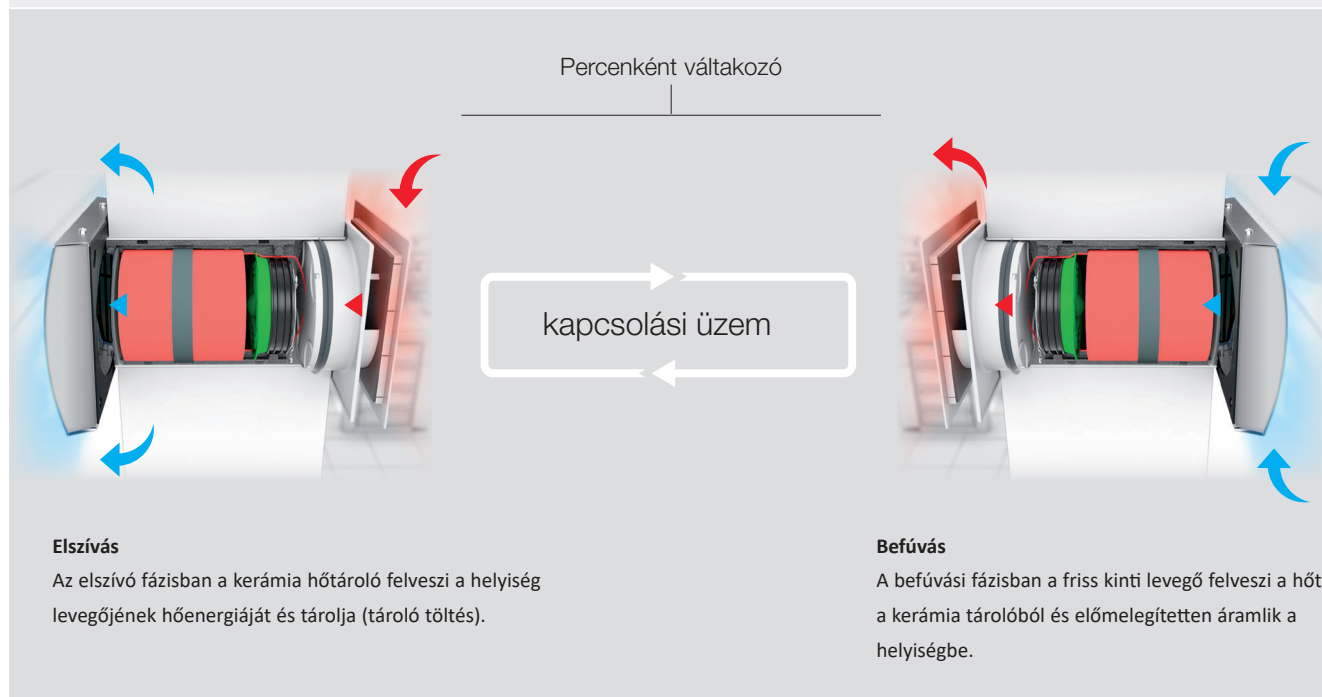 Percenként váltakozó
kapcsolási üzem
Elszívás
Az elszívó fázisban a kerámia hőtároló felveszi a helyiség
levegőjének hőenergiáját és tárolja (tároló töltés).
Befúvás
A befúvási fázisban a friss kinti levegő felveszi a hőt
a kerámia tárolóból és előmelegítetten áramlik a
helyiségbe.